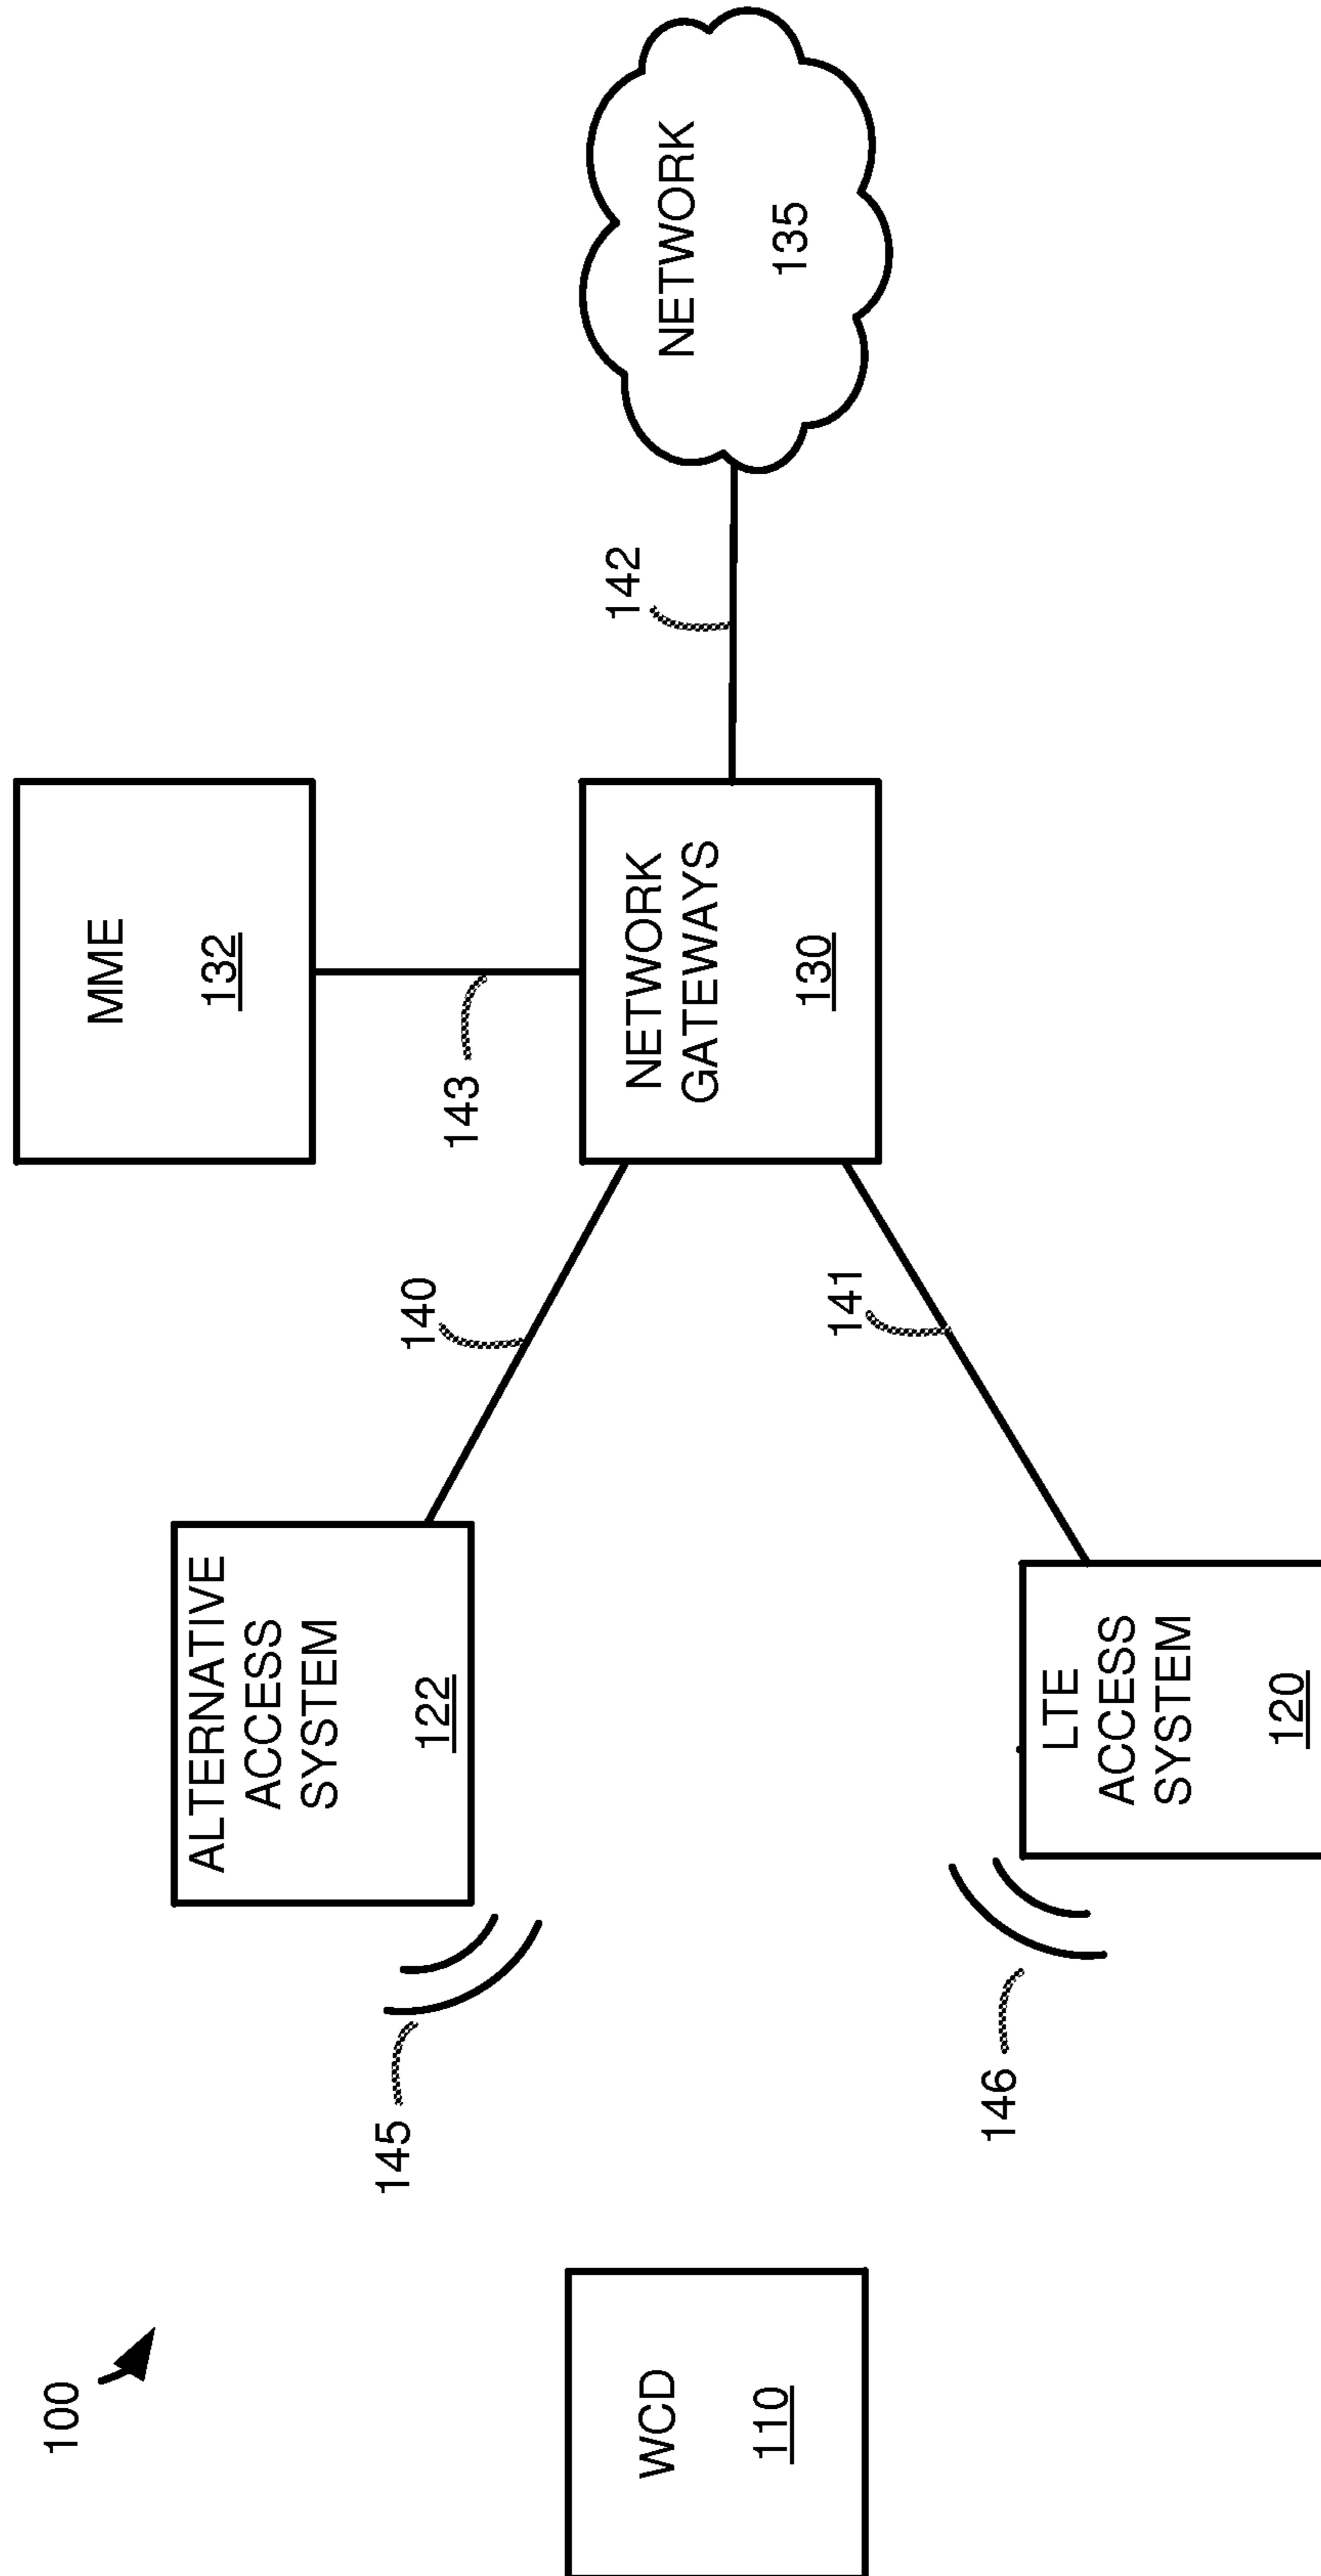 100
MME
132
ALTERNATIVE
ACCESS
SYSTEM
122
145
140
143
142
WCD
110
NETWORK
GATEWAYS
130
NETWORK
135
146
141
LTE
ACCESS
SYSTEM
120